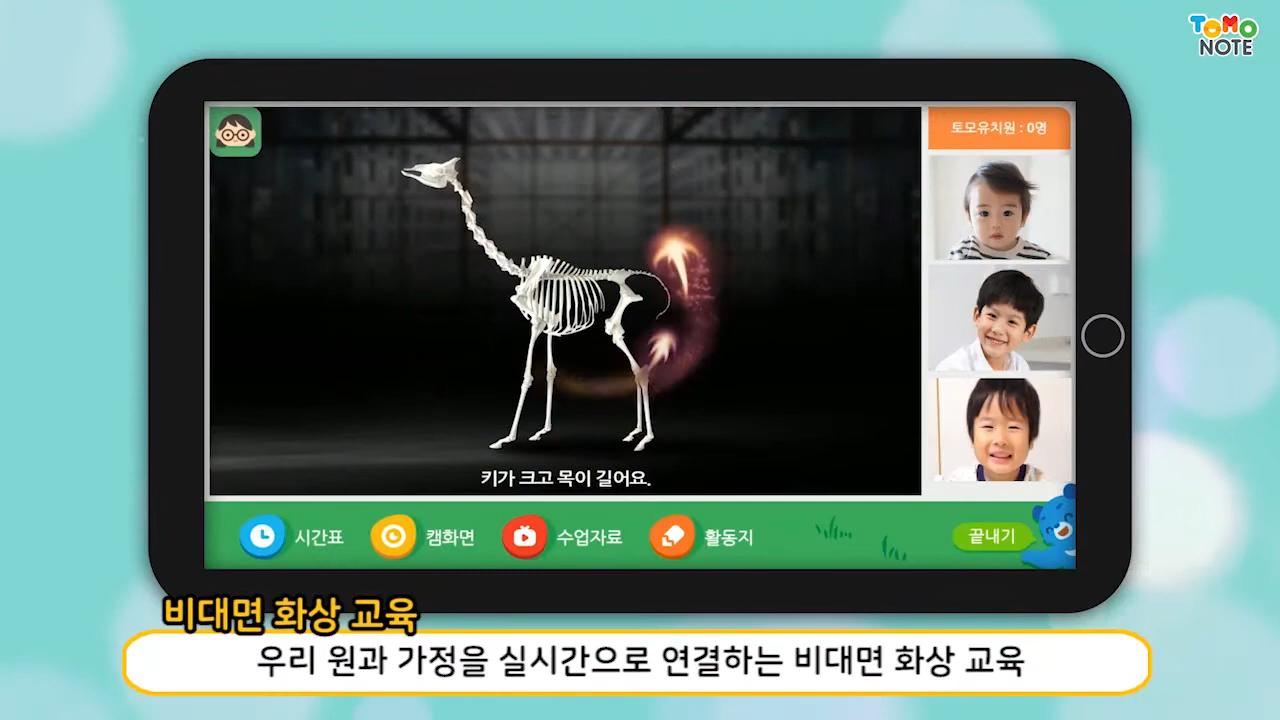 TOMO
NOTE
토모유치원 : 0명
키가 크고 목이 길어요.
시간표
캠화면
수업자료
활동지
끝내기
비대면 화상 교육
우리 원과 가정을 실시간으로 연결하는 비대면 화상 교육